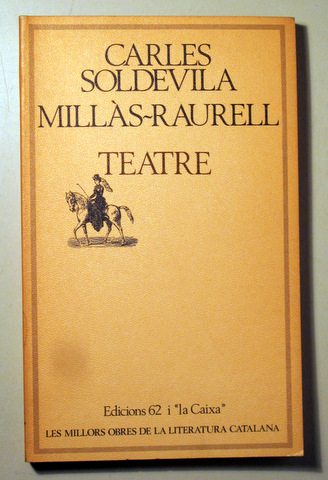 CARLES
SOLDEVILA
MILLÀS~RAURELL
TEATRE
Edicions 62 i "la Caixa"
LES MILLORS OBRES DE LA LITERATURA CATALANA